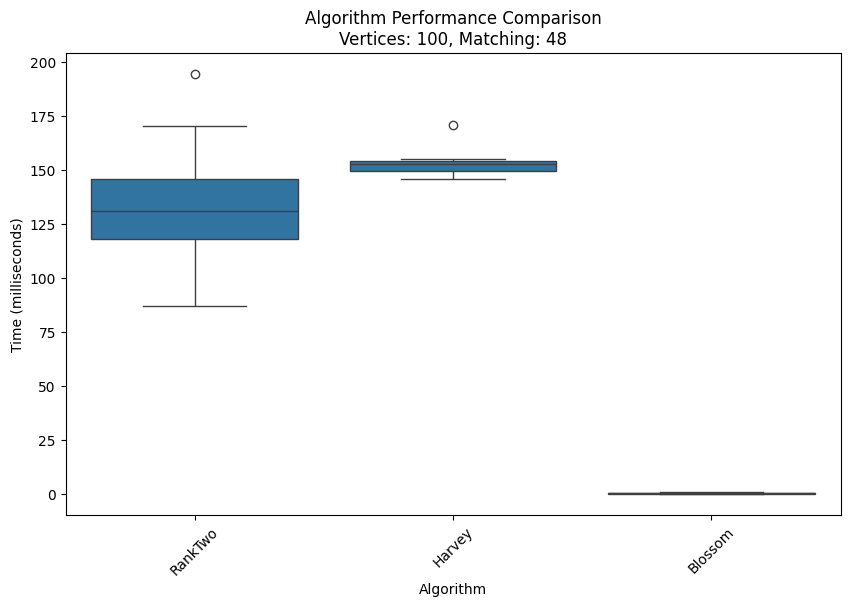 Algorithm Performance Comparison
Vertices: 100, Matching: 48
Time (milliseconds)
200
175
150
125
100
75
50
25
0
RankTwo
Harvey
Blossom
Algorithm